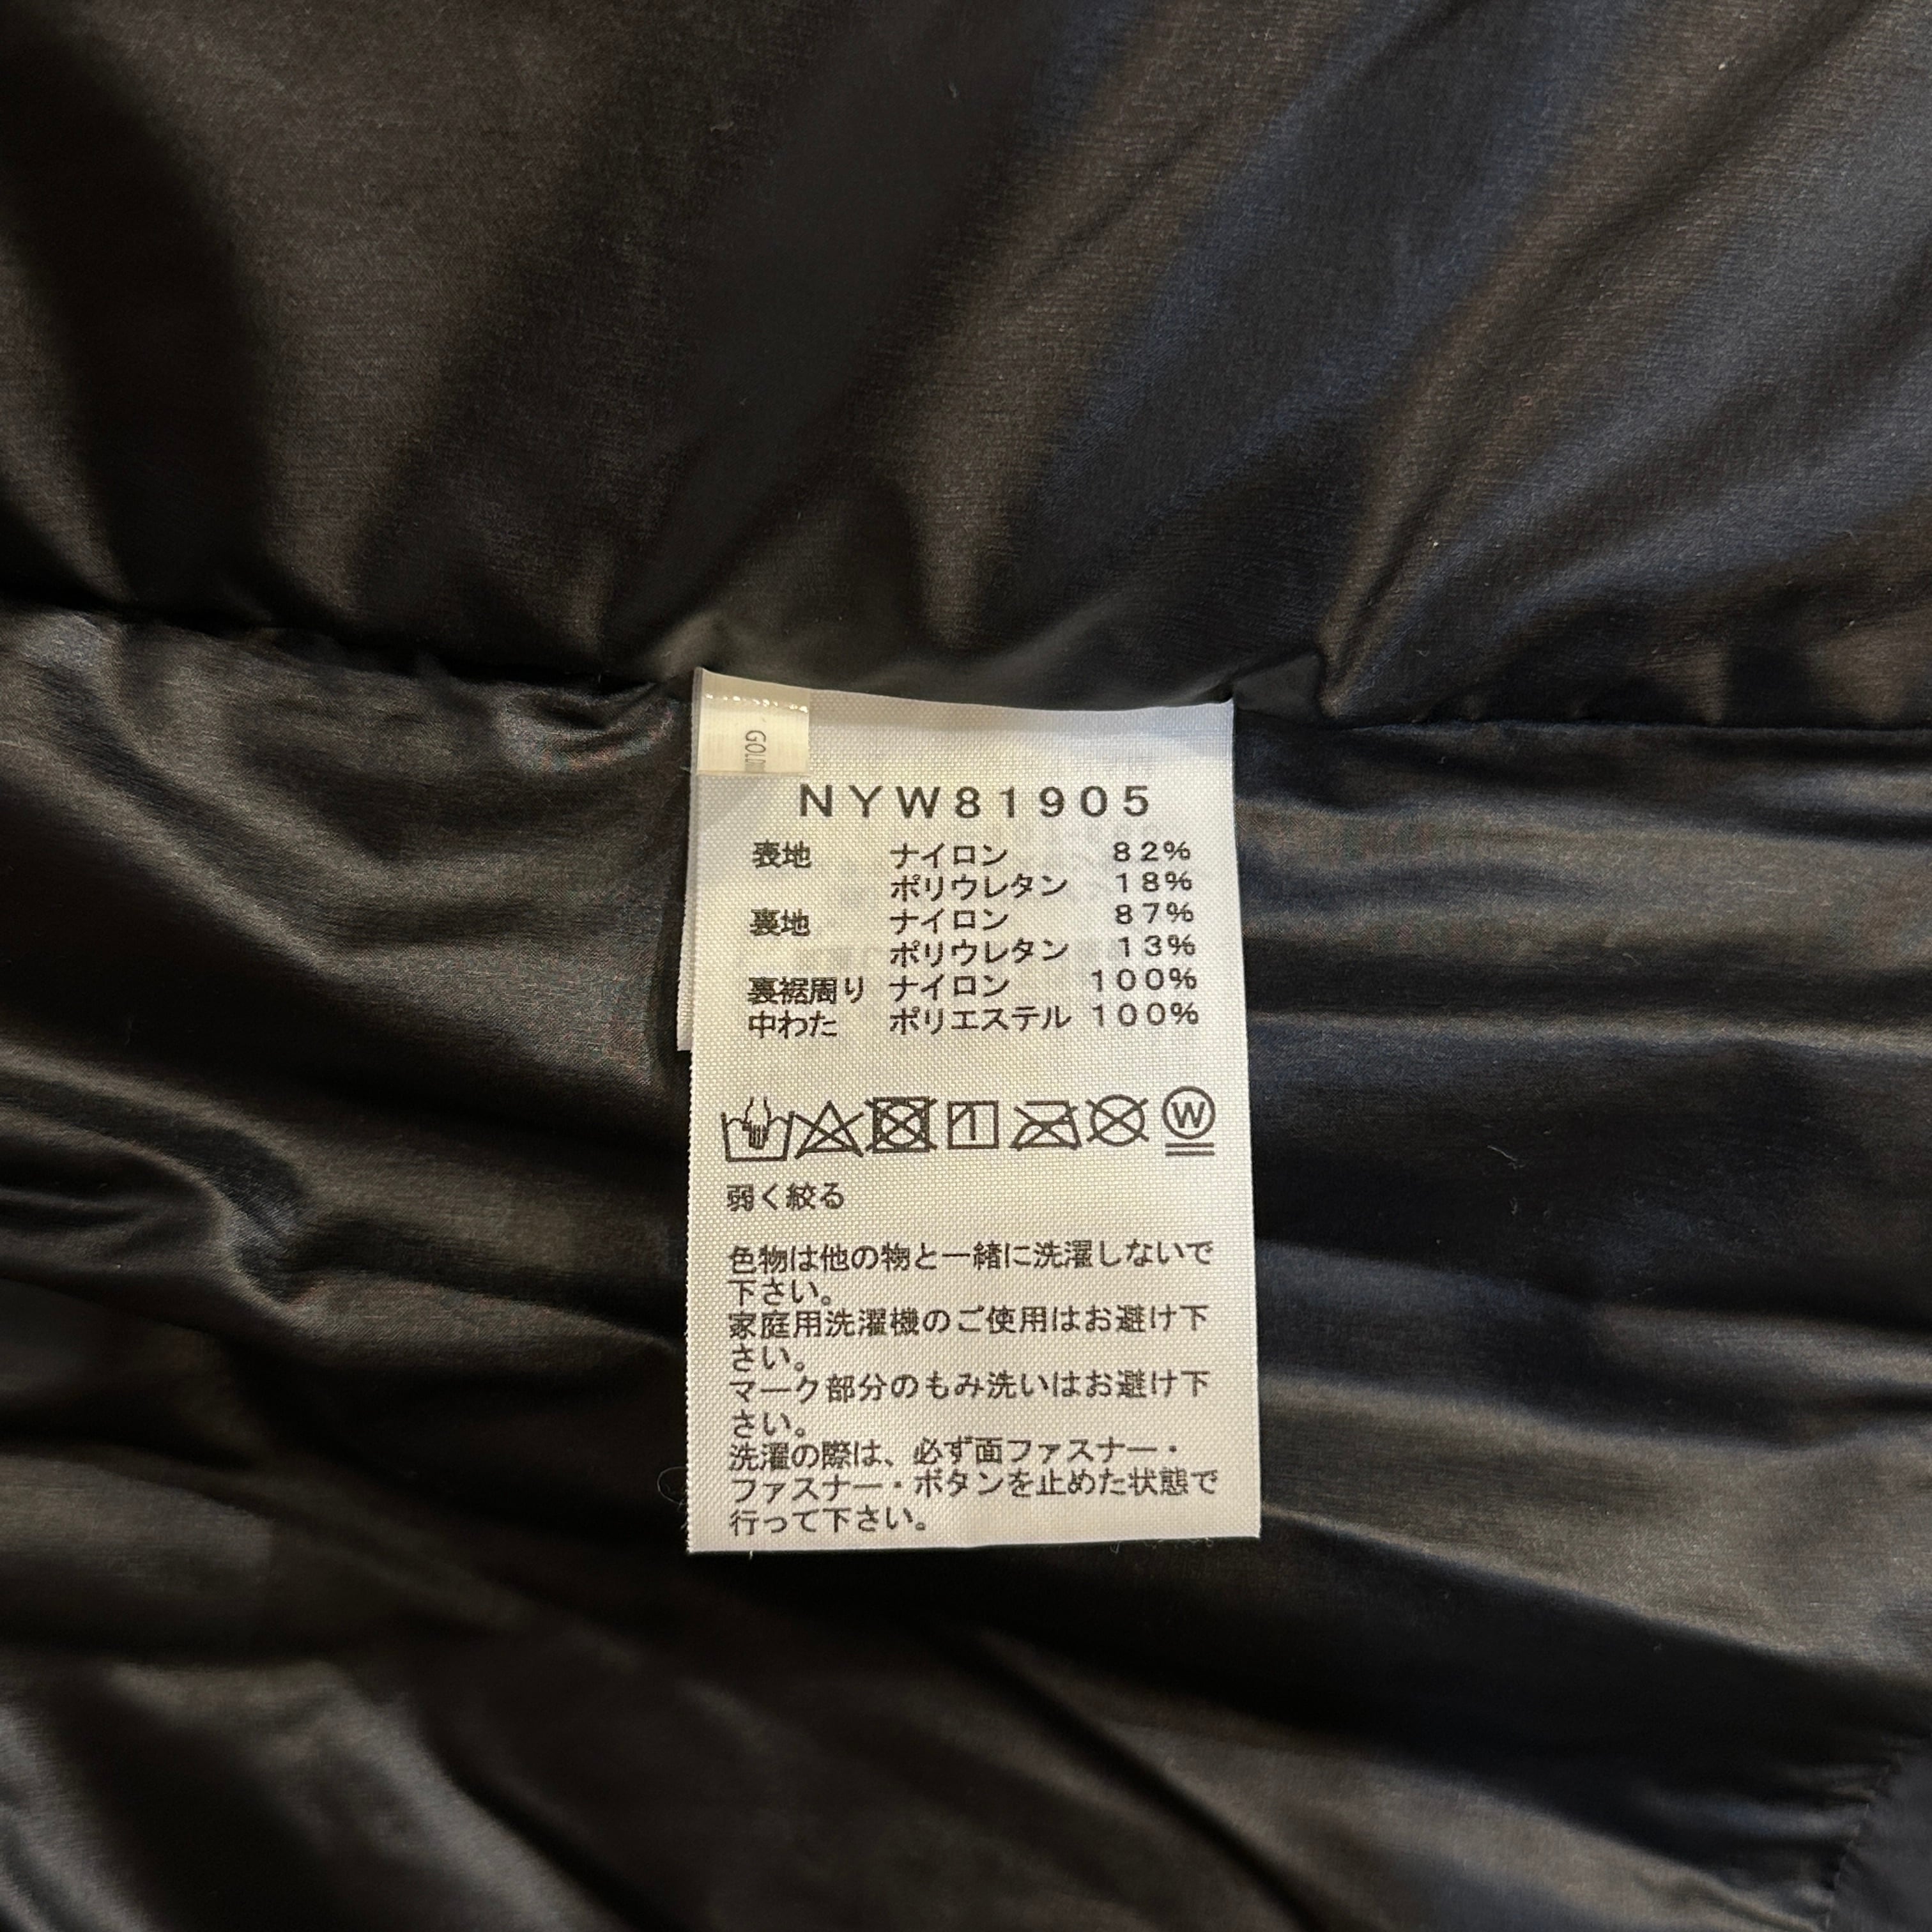 NYW81905
表地 ナイロン 82%
ポリウレタン 18%
裏地 ナイロン 87%
ポリウレタン 13%
裏裾周り ナイロン 100%
中わた ポリエステル 100%
W
弱く絞る
色物は他の物と一緒に洗濯しないで
下さい。
家庭用洗濯機のご使用はお避け下
さい。
マーク部分のもみ洗いはお避け下
さい。
洗濯の際は、必ず面ファスナー・
ファスナー・ボタンを止めた状態で
行って下さい。